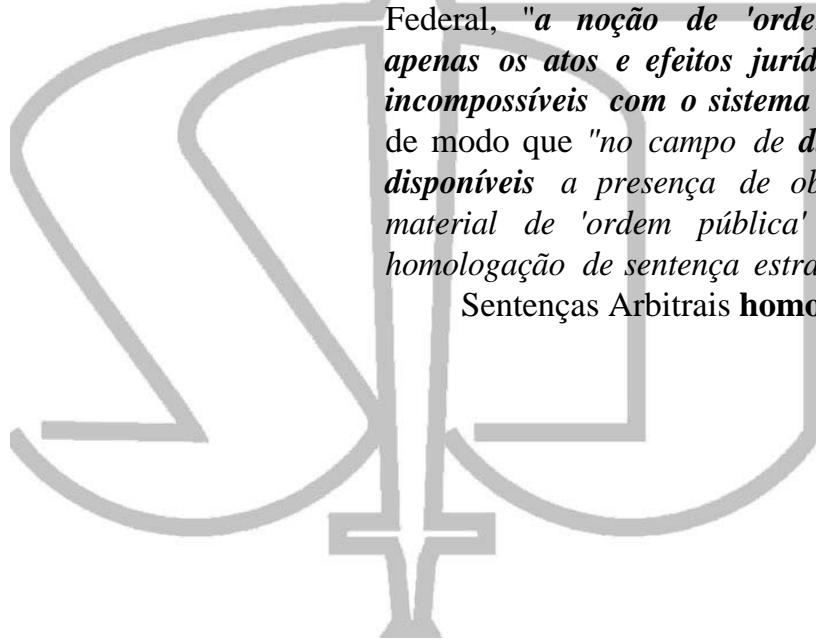 Federal, "a noção de 'orde
apenas os atos e efeitos juríd
incompossíveis com o sistema
de modo que "no campo de d
disponíveis a presença de ob
material de 'ordem pública'
homologação de sentença estra
Sentenças Arbitrais homo